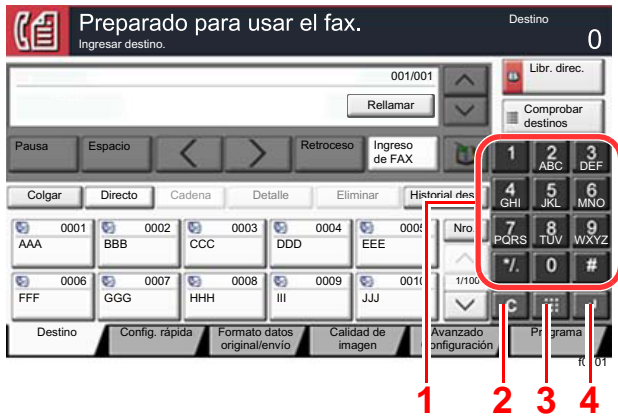 Preparado para usar el fax.
Ingresar destino.
Destino
0
001/001
Rellamar
Libr. direc.
Comprobar
destinos
Pausa
Espacio
Retroceso
Ingreso
de FAX
1
2
ABC
3
DEF
Colgar
Directo
Cadena
Detalle
Eliminar
Historial
4
GHI
5
JKL
6
MNO
0001
AAA
0002
BBB
0003
CCC
0004
DDD
0005
EEE
Nro.
7
PQRS
8
TUV
9
WXYZ
*/.
0
#
0006
FFF
0007
GGG
0008
HHH
0009
III
0010
JJJ
1/100
C
Destino
Config. rápida
Formato datos
original/envío
Calidad de
imagen
Avanzado
Configuración
Programa
1
2
3
4